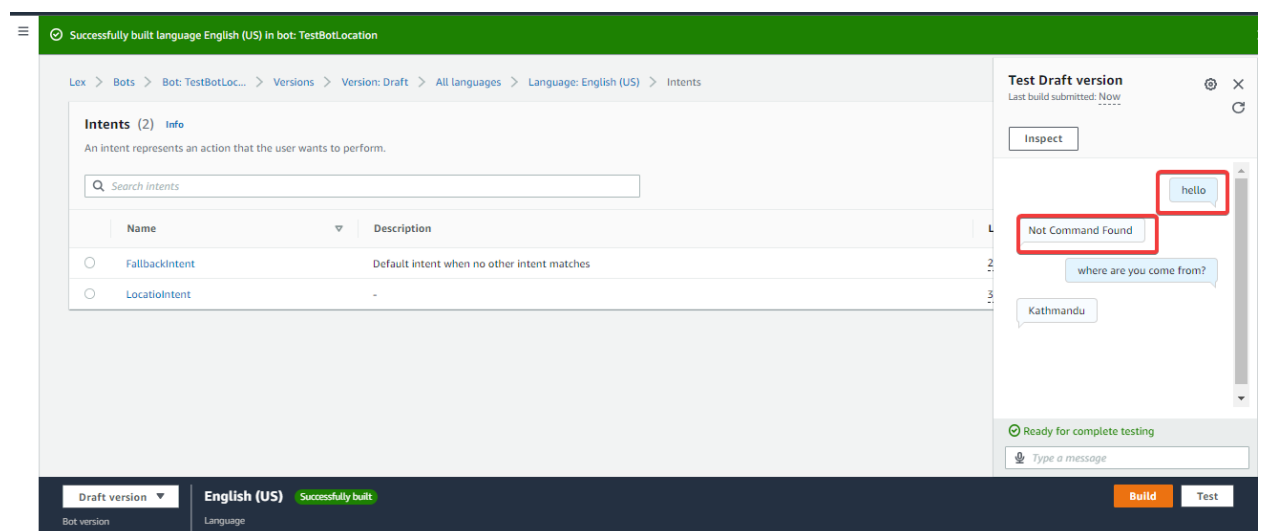 Successfully built language English (US) in bot: TestBotLocation
Lex > Bots > Bot: TestBotLoc... > Versions > Version: Draft > All languages > Language: English (US) > Intents
Intents (2) Info
An intent represents an action that the user wants to perform.
Search intents
Name Description L
FallbackIntent Default intent when no other intent matches 2
LocatioIntent - 3
Test Draft version
Last build submitted: Now
Inspect
hello
Not Command Found
where are you come from?
Kathmandu
Ready for complete testing
Type a message
Draft version English (US) Successfully built Build Test
Bot version Language